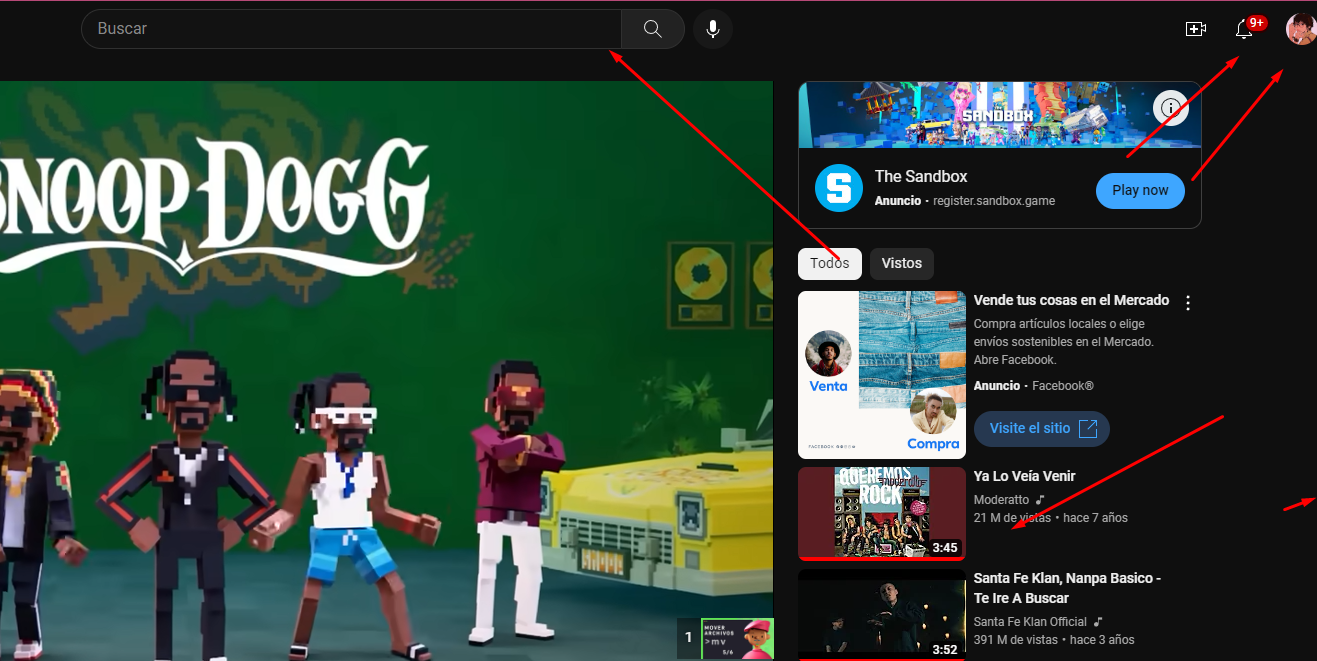 Buscar
9+
SNOOP DOGG
SANDBOX
The Sandbox
Anuncio · register.sandbox.game
Play now
Todos
Vistos
Vende tus cosas en el Mercado
Compra artículos locales o elige
envíos sostenibles en el Mercado.
Abre Facebook.
Anuncio · Facebook®
Visite el sitio
Venta
Compra
FACEBOOK
QUEREMOS
ROCK
moderatto
3:45
Ya Lo Veía Venir
Moderatto
21 M de vistas · hace 7 años
Santa Fe Klan, Nanpa Basico -
Te Ire A Buscar
Santa Fe Klan Official
391 M de vistas · hace 3 años
3:52
1
MOVER
ARCHIVOS
>mv
5/6